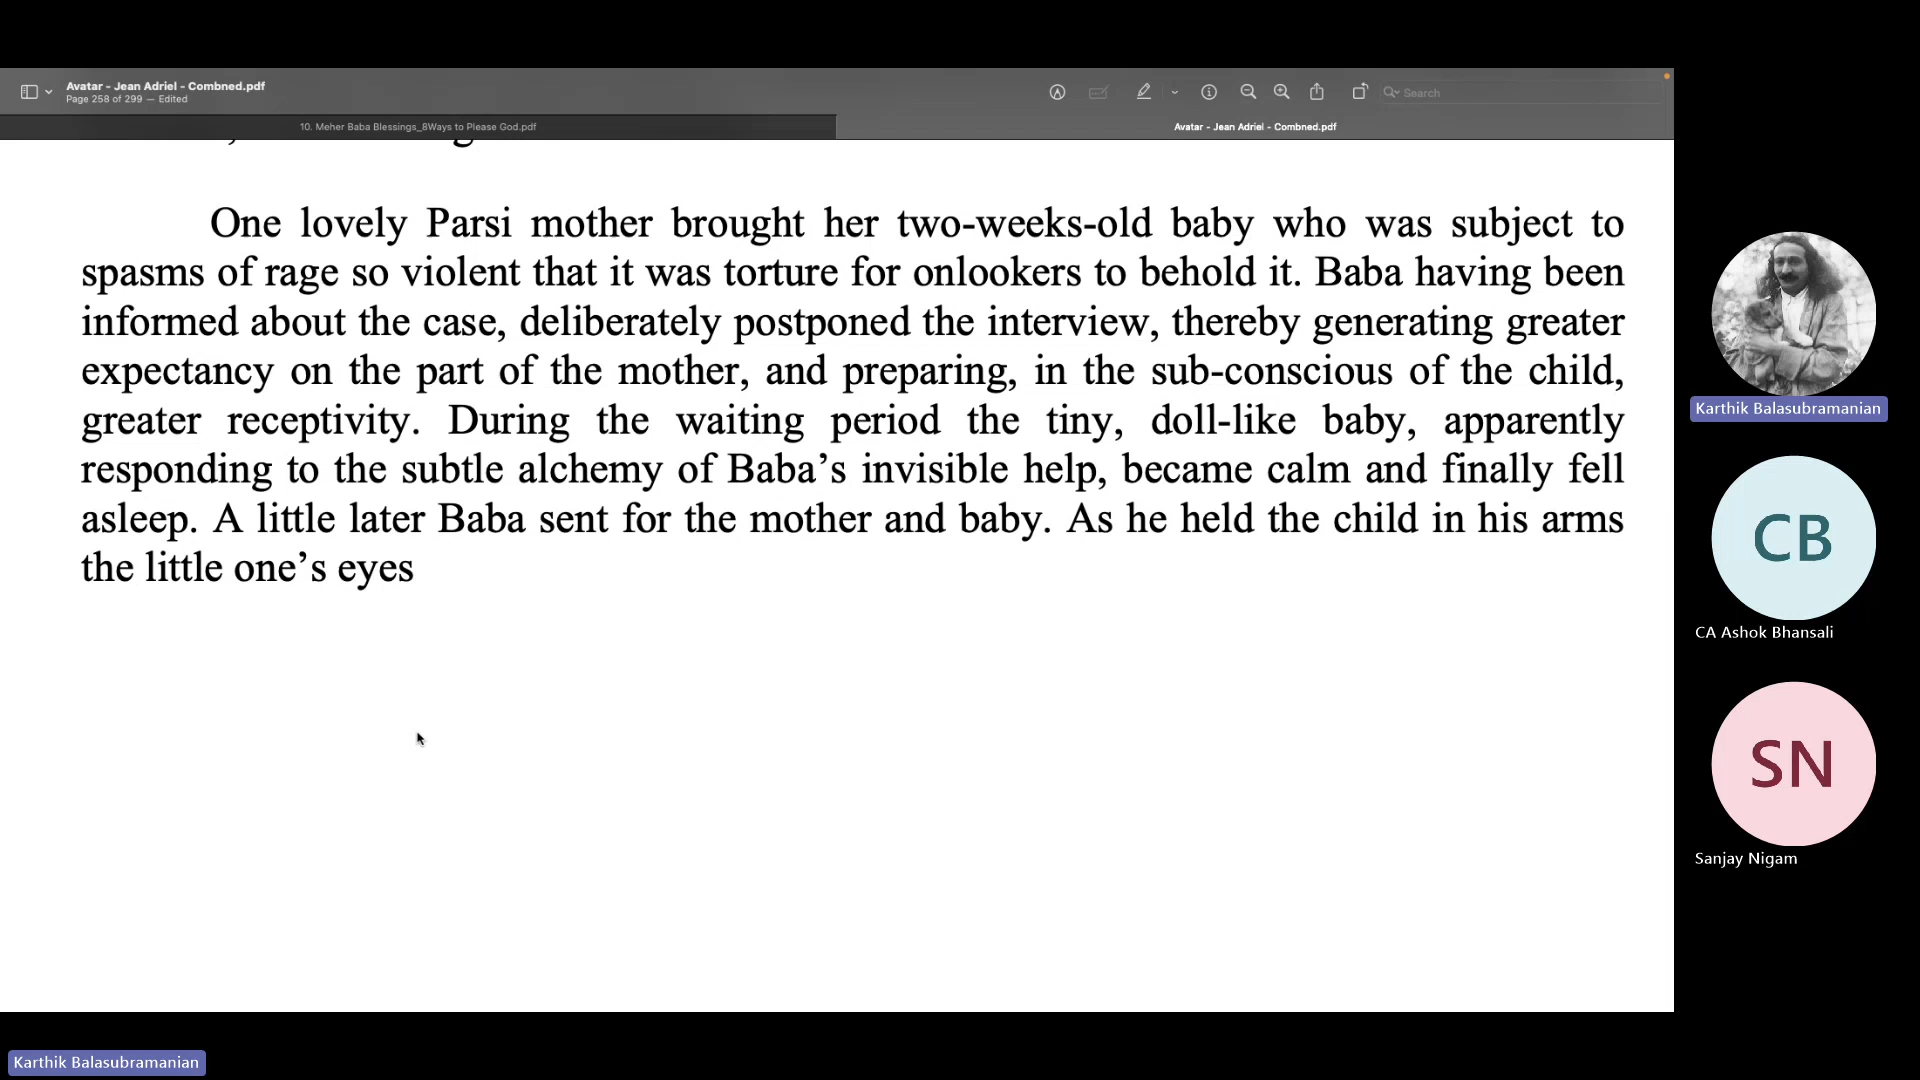 Avatar - Jean Adriel - Combned.pdf
Page 258 of 299 — Edited
Search
10. Meher Baba Blessings_8Ways to Please God.pdf
Avatar - Jean Adriel - Combned.pdf
One lovely Parsi mother brought her two-weeks-old baby who was subject to
spasms of rage so violent that it was torture for onlookers to behold it. Baba having been
informed about the case, deliberately postponed the interview, thereby generating greater
expectancy on the part of the mother, and preparing, in the sub-conscious of the child,
greater receptivity. During the waiting period the tiny, doll-like baby, apparently
responding to the subtle alchemy of Baba’s invisible help, became calm and finally fell
asleep. A little later Baba sent for the mother and baby. As he held the child in his arms
the little one’s eyes
Karthik Balasubramanian
CB
CA Ashok Bhansali
SN
Sanjay Nigam
Karthik Balasubramanian